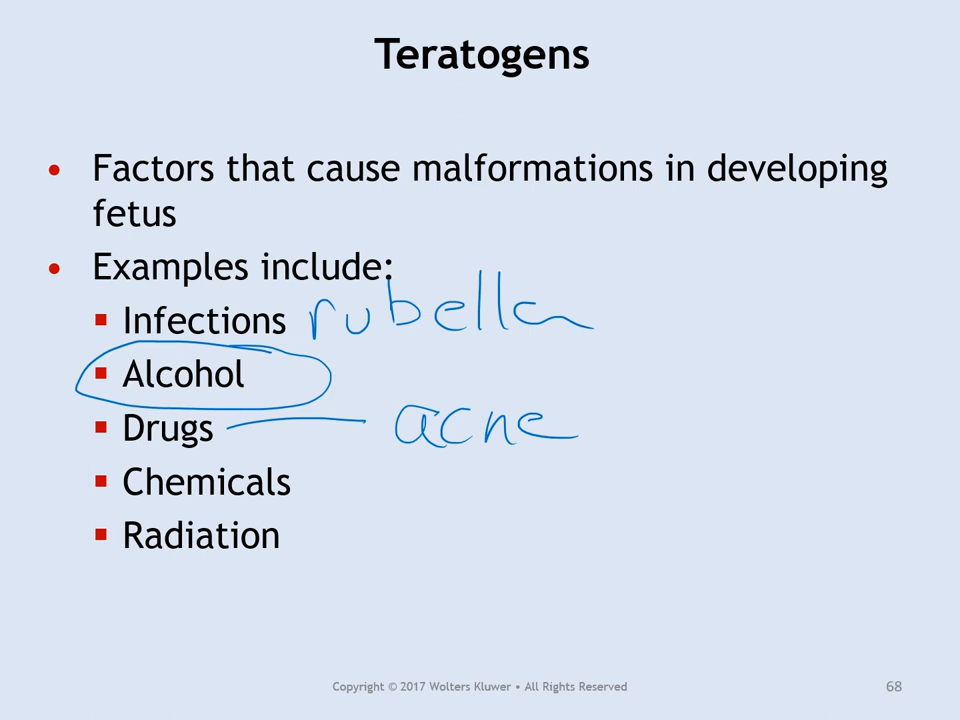 Teratogens
• Factors that cause malformations in developing
fetus
• Examples include:
▪ Infections rubella
▪ Alcohol
▪ Drugs acne
▪ Chemicals
▪ Radiation
Copyright © 2017 Wolters Kluwer • All Rights Reserved 68